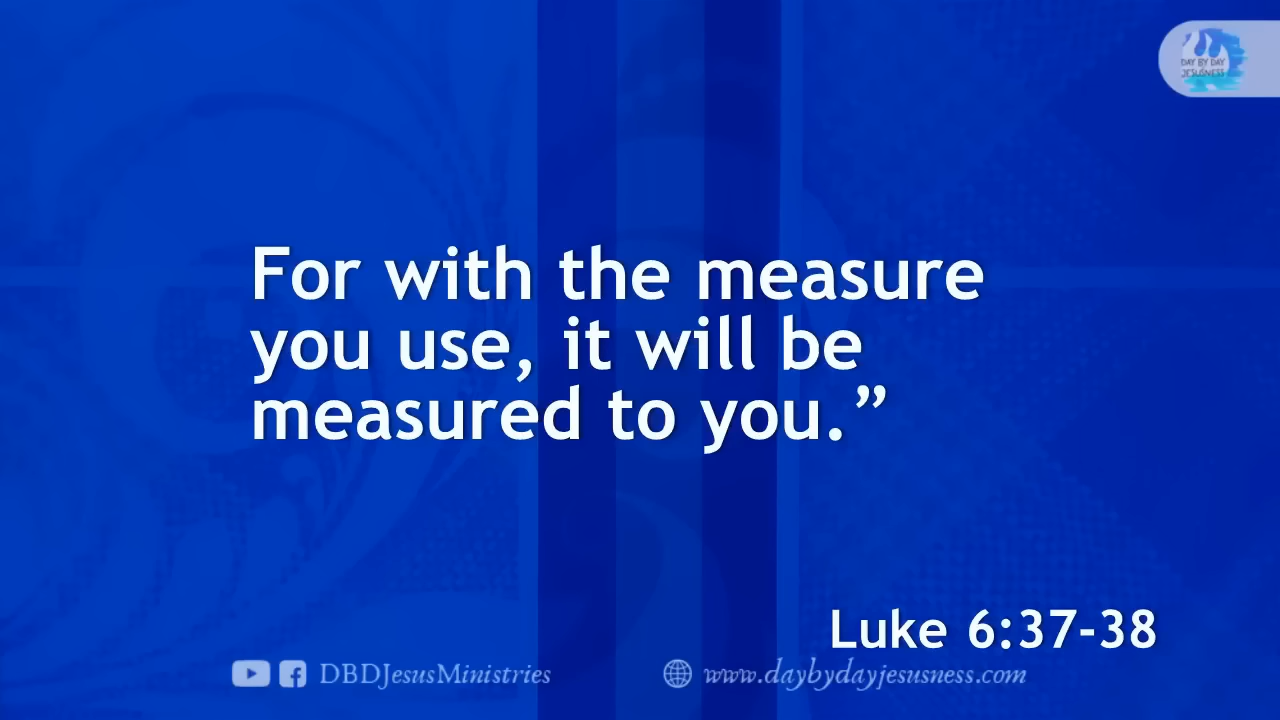 DAY BY DAY
JESUSNESS
For with the measure
you use, it will be
measured to you.”
Luke 6:37-38
DBDJesusMinistries
www.daybydayjesusness.com